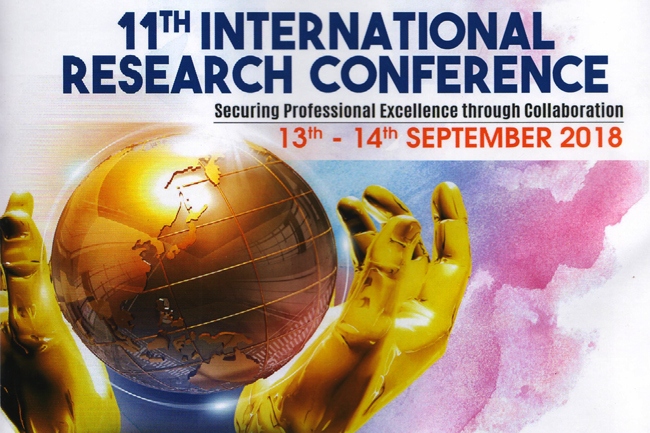 11TH INTERNATIONAL
RESEARCH CONFERENCE
Securing Professional Excellence through Collaboration
13th - 14th SEPTEMBER 2018